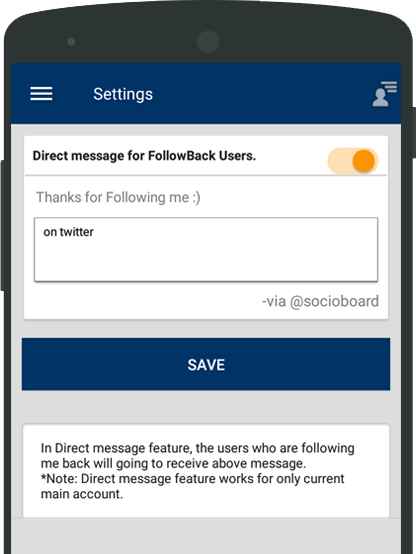 Settings
Direct message for FollowBack Users.
Thanks for Following me :)
on twitter
-via @socioboard
SAVE
In Direct message feature, the users who are following
me back will going to receive above message.
*Note: Direct message feature works for only current
main account.